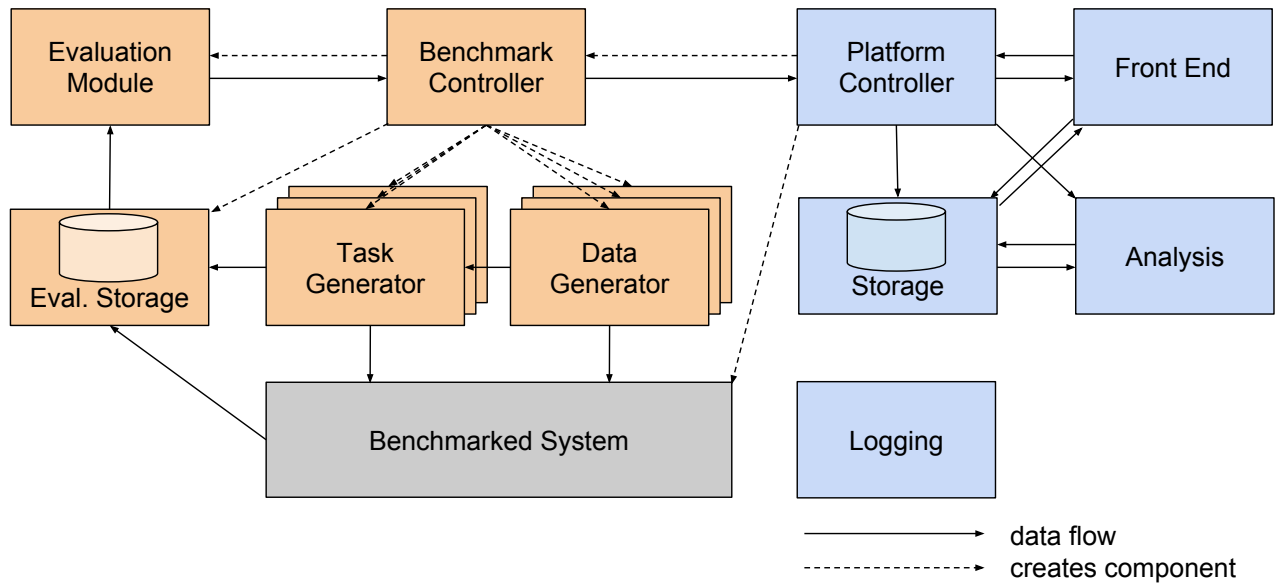 Evaluation
Module
Benchmark
Controller
Platform
Controller
Front End
Eval. Storage
Task
Generator
Data
Generator
Storage
Analysis
Benchmarked System
Logging
data flow
creates component